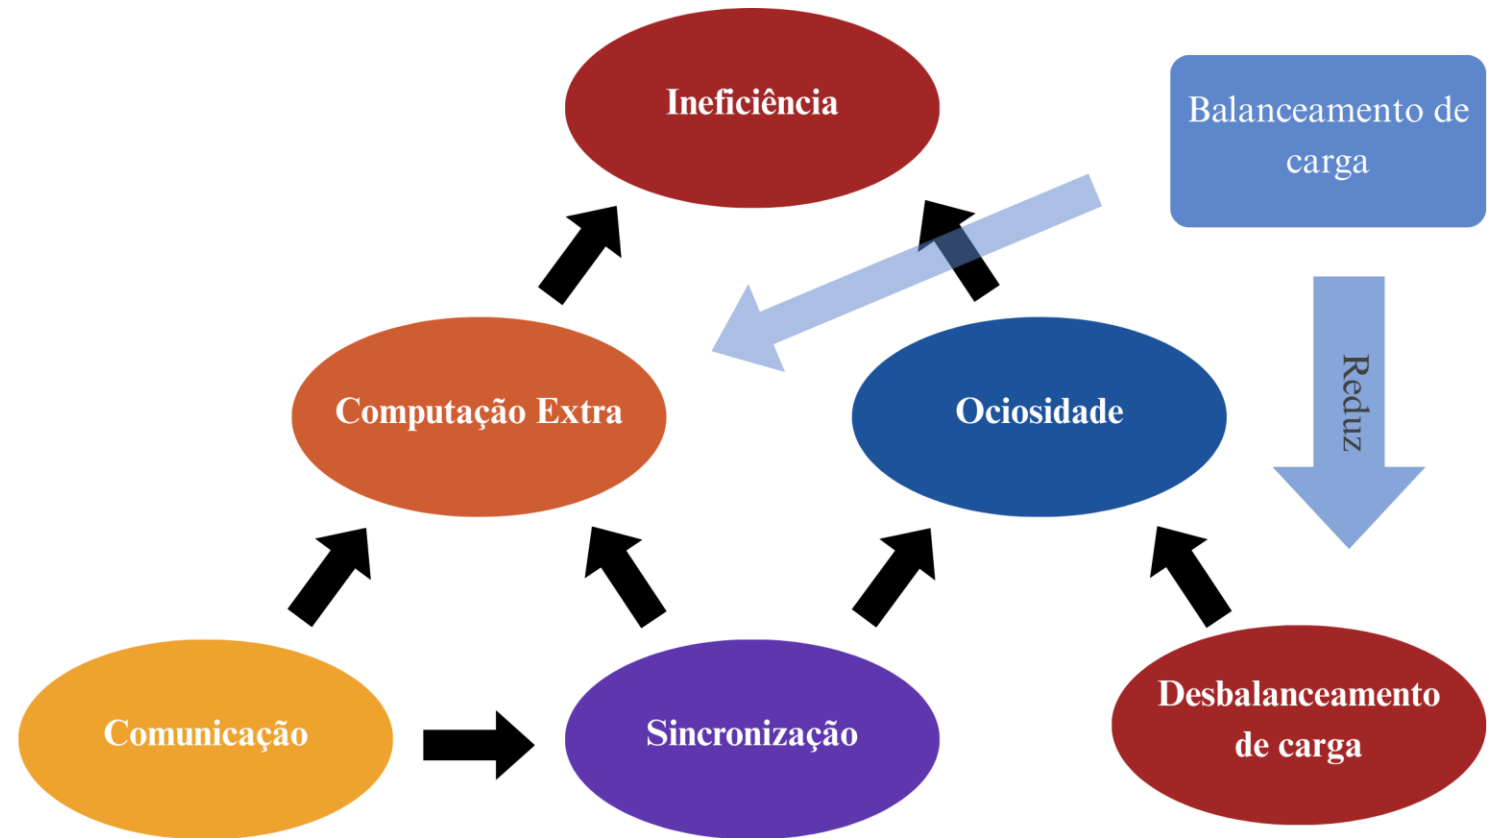 Ineficiência
Balanceamento de
carga
Reduz
Computação Extra
Ociosidade
Comunicação
Sincronização
Desbalanceamento
de carga